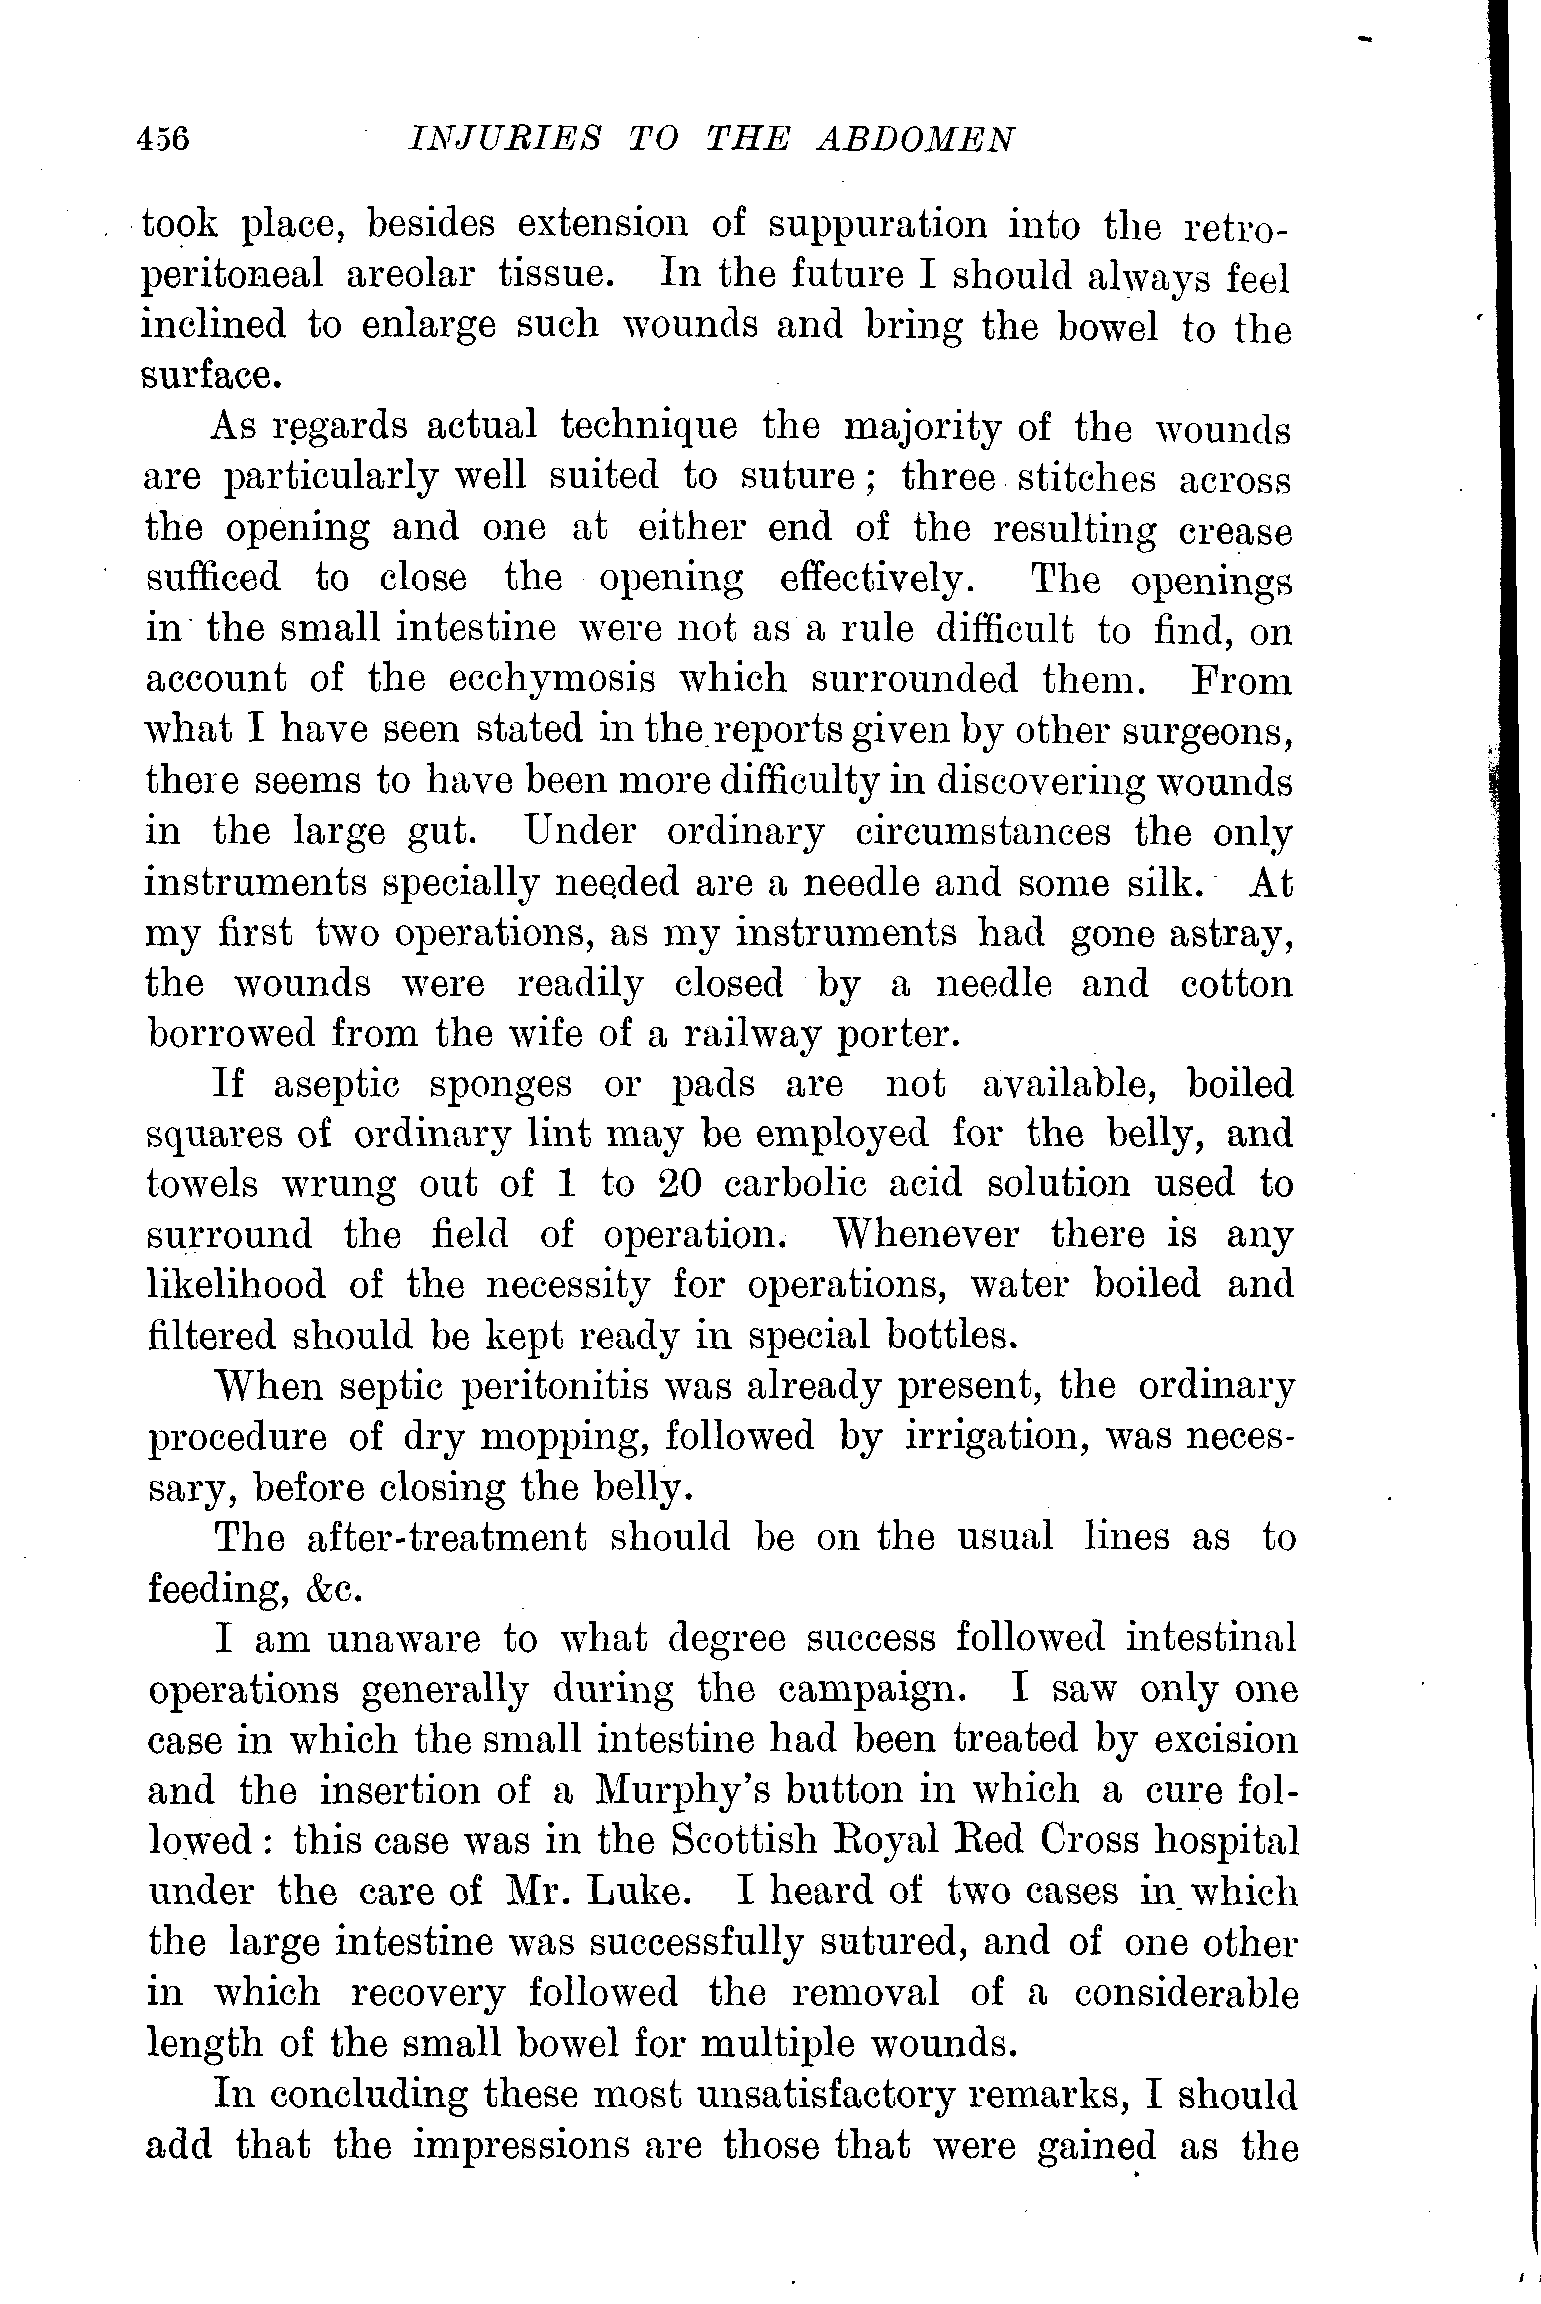 456 INJURIES TO THE ABDOMEN
took place, besides extension of suppuration into the retro-
peritoneal areolar tissue. In the future I should always feel
inclined to enlarge such wounds and bring the bowel to the
surface.
As regards actual technique the majority of the wounds
are particularly well suited to suture ; three stitches across
the opening and one at either end of the resulting crease
sufficed to close the opening effectively. The openings
in the small intestine were not as a rule difficult to find, on
account of the ecchymosis which surrounded them. From
what I have seen stated in the reports given by other surgeons,
there seems to have been more difficulty in discovering wounds
in the large gut. Under ordinary circumstances the only
instruments specially needed are a needle and some silk. At
my first two operations, as my instruments had gone astray,
the wounds were readily closed by a needle and cotton
borrowed from the wife of a railway porter.
If aseptic sponges or pads are not available, boiled
squares of ordinary lint may be employed for the belly, and
towels wrung out of 1 to 20 carbolic acid solution used to
surround the field of operation. Whenever there is any
likelihood of the necessity for operations, water boiled and
filtered should be kept ready in special bottles.
When septic peritonitis was already present, the ordinary
procedure of dry mopping, followed by irrigation, was neces-
sary, before closing the belly.
The after-treatment should be on the usual lines as to
feeding, &c.
I am unaware to what degree success followed intestinal
operations generally during the campaign. I saw only one
case in which the small intestine had been treated by excision
and the insertion of a Murphy's button in which a cure fol-
lowed : this case was in the Scottish Royal Red Cross hospital
under the care of Mr. Luke. I heard of two cases in which
the large intestine was successfully sutured, and of one other
in which recovery followed the removal of a considerable
length of the small bowel for multiple wounds.
In concluding these most unsatisfactory remarks, I should
add that the impressions are those that were gained as the